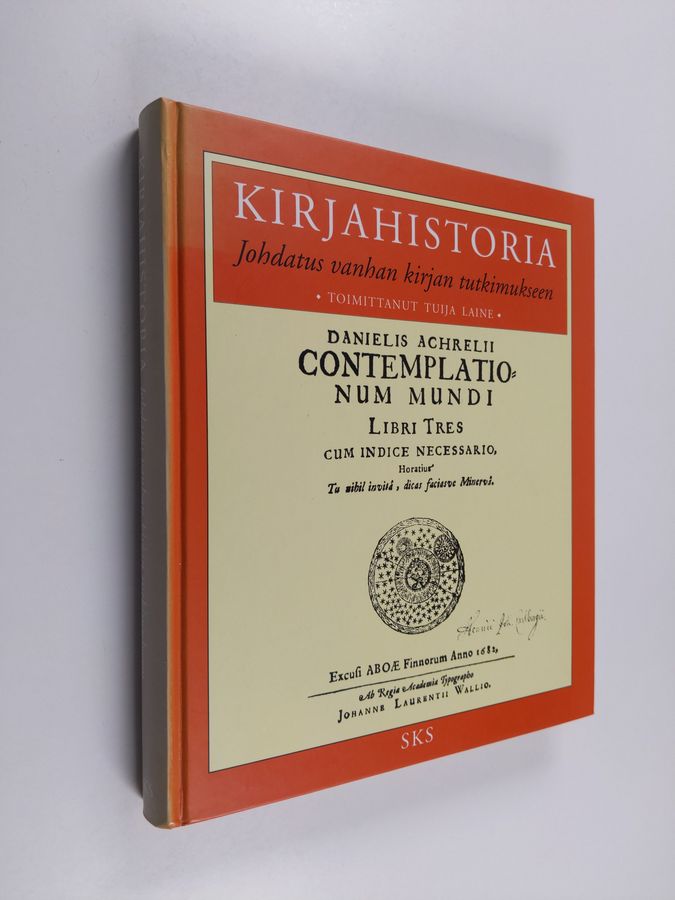 KIRJAHISTORIA
Johdatus vanhan kirjan tutkimukseen
• TOIMITTANUT TUIJA LAINE •
DANIELIS ACHRELII
CONTEMPLATIO=
NUM MUNDI
LIBRI TRES
CUM INDICE NECESSARIO,
Horatius
Tu nihil invitâ, dicas faciasve Minervâ.
Excusi ABOÆ Finnorum Anno 1682,
Ab Regia Academia Typographo
JOHANNE LAURENTII WALLIO.
SKS
KIRJAHISTORIA